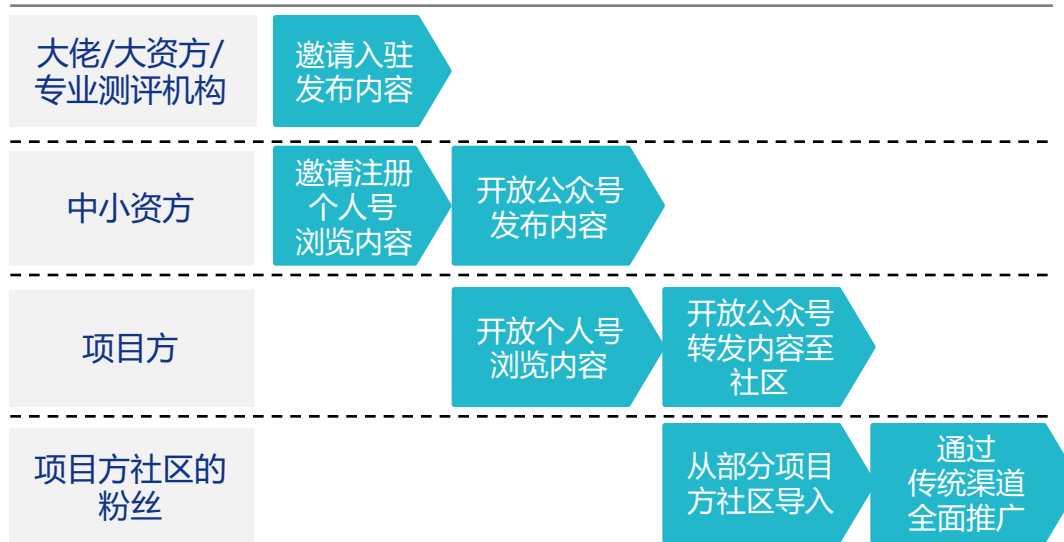 大佬/大资方/
专业测评机构
邀请入驻
发布内容
中小资方
邀请注册
个人号
浏览内容
开放公众号
发布内容
项目方
开放个人号
浏览内容
开放公众号
转发内容至
社区
项目方社区的
粉丝
从部分项目
方社区导入
通过
传统渠道
全面推广